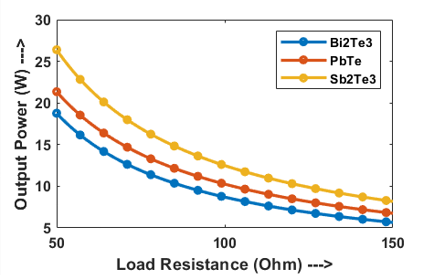 30
25
20
15
10
5
50
100
150
Output Power (W) --->
Load Resistance (Ohm) --->
Bi2Te3
PbTe
Sb2Te3